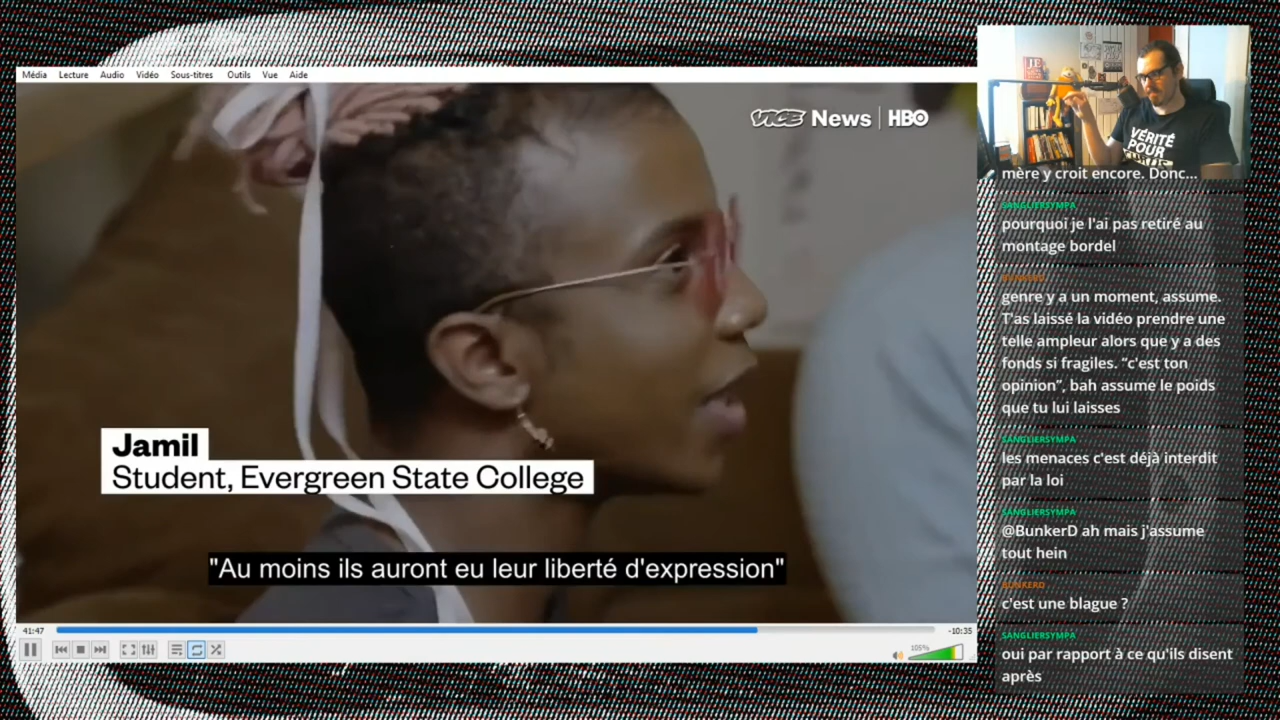 Média Lecture Audio Vidéo Sous-titres Outils Vue Aide
VICE News | HBO
Jamil
Student, Evergreen State College
"Au moins ils auront eu leur liberté d'expression"
41:47
-10:35
105%
JE
VÉRITÉ
POUR
mère y croit encore. Donc...
SANGLIERSYMPA
pourquoi je l'ai pas retiré au
montage bordel
BUNKERD
genre y a un moment, assume.
T'as laissé la vidéo prendre une
telle ampleur alors que y a des
fonds si fragiles. "c'est ton
opinion", bah assume le poids
que tu lui laisses
SANGLIERSYMPA
les menaces c'est déjà interdit
par la loi
SANGLIERSYMPA
@BunkerD ah mais j'assume
tout hein
BUNKERD
c'est une blague ?
SANGLIERSYMPA
oui par rapport à ce qu'ils disent
après